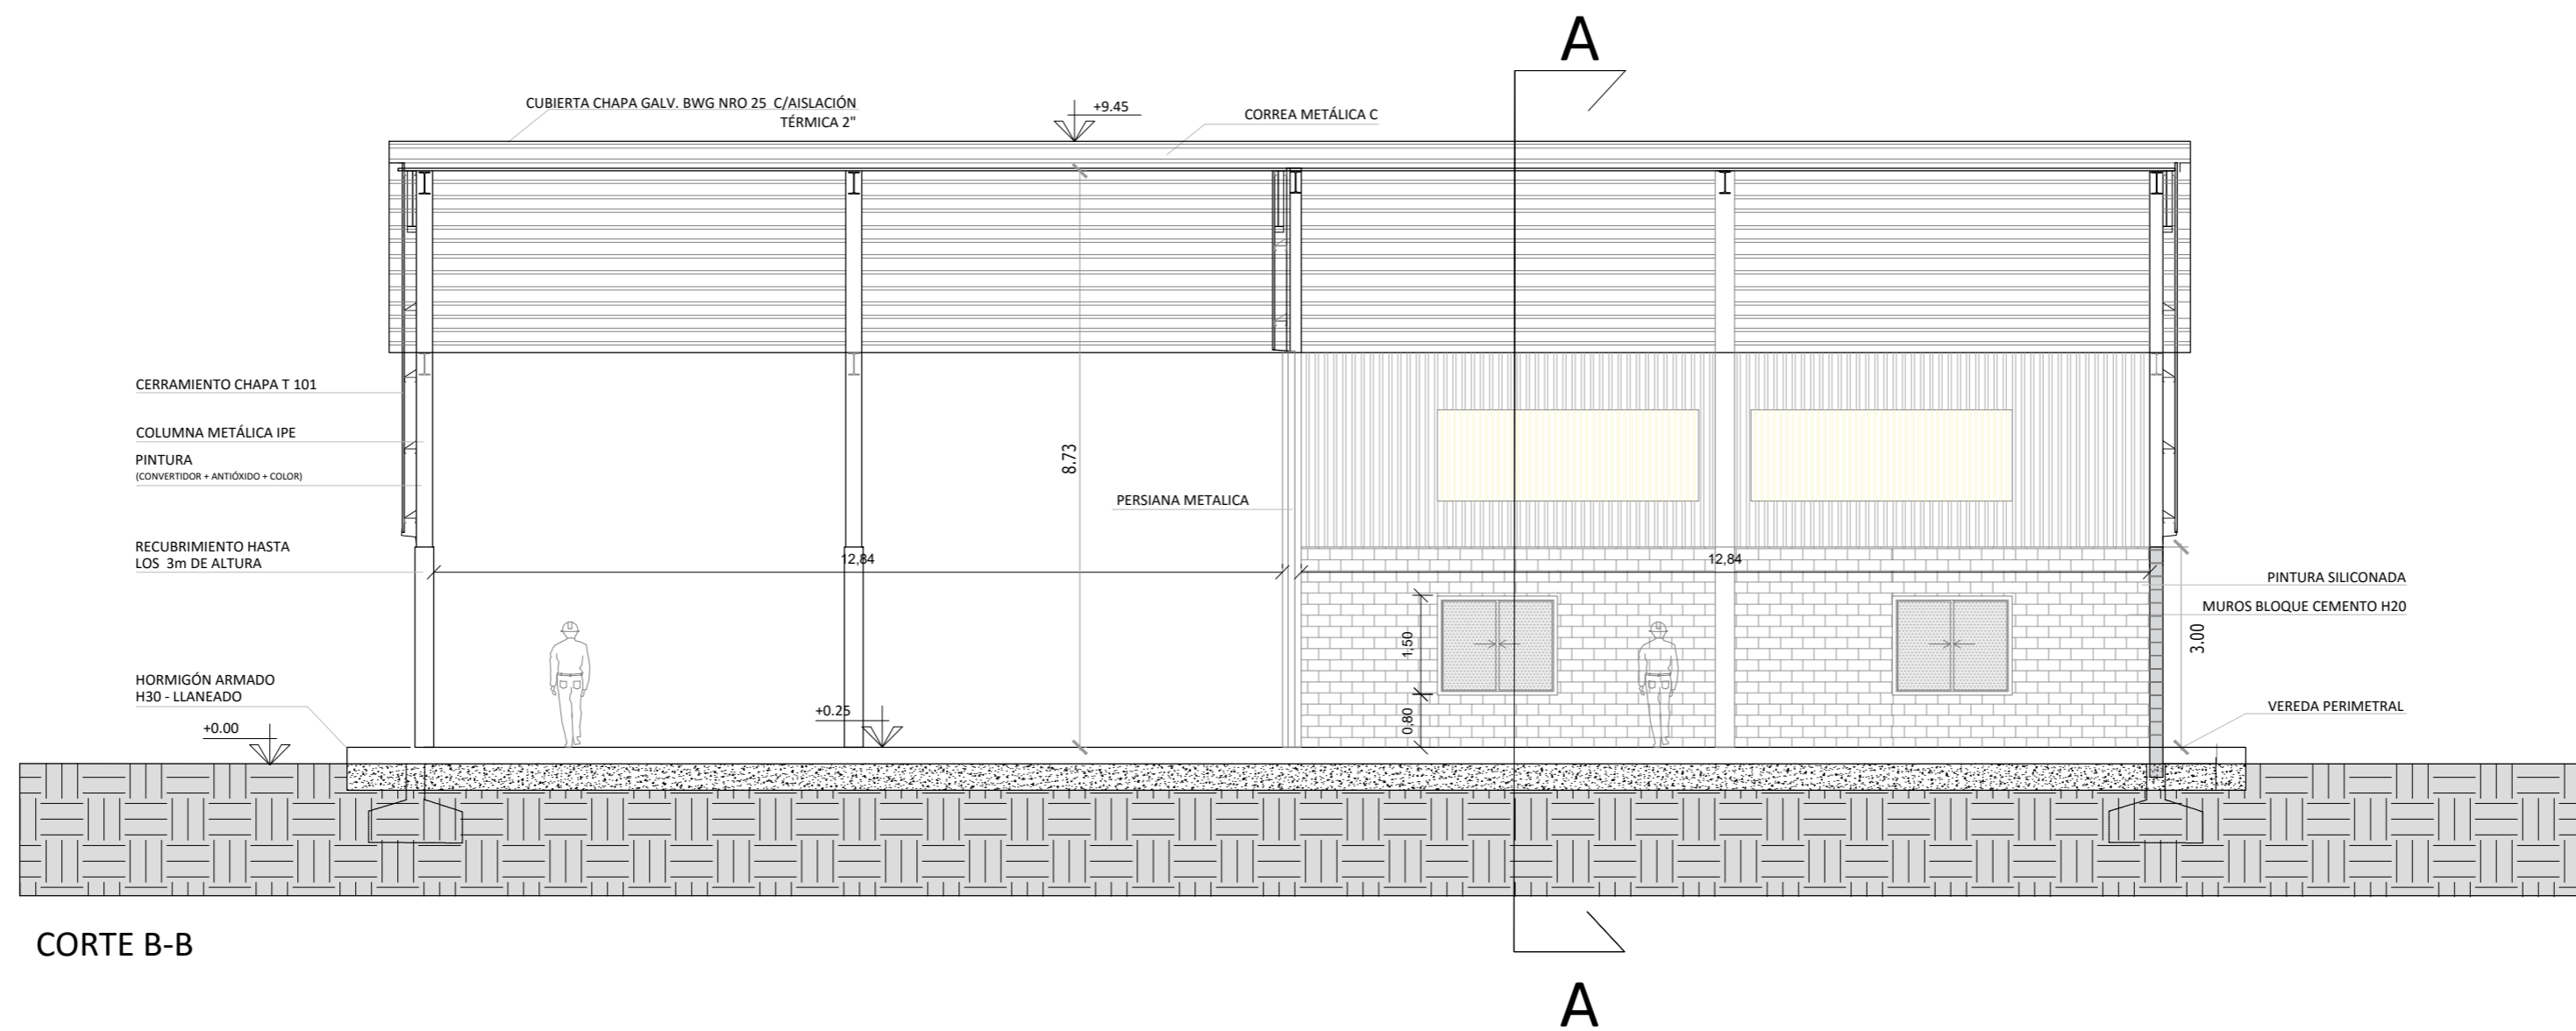 A
CUBIERTA CHAPA GALV. BWG NRO 25 C/AISLACIÓN
TÉRMICA 2"
+9.45
CORREA METÁLICA C
CERRAMIENTO CHAPA T 101
COLUMNA METÁLICA IPE
PINTURA
(CONVERTIDOR + ANTIÓXIDO + COLOR)
8.73
PERSIANA METALICA
RECUBRIMIENTO HASTA
LOS 3m DE ALTURA
12,84
12,84
PINTURA SILICONADA
MUROS BLOQUE CEMENTO H20
1,50
3.00
HORMIGÓN ARMADO
H30 - LLANEADO
+0.00
+0.25
0,80
VEREDA PERIMETRAL
CORTE B-B
A